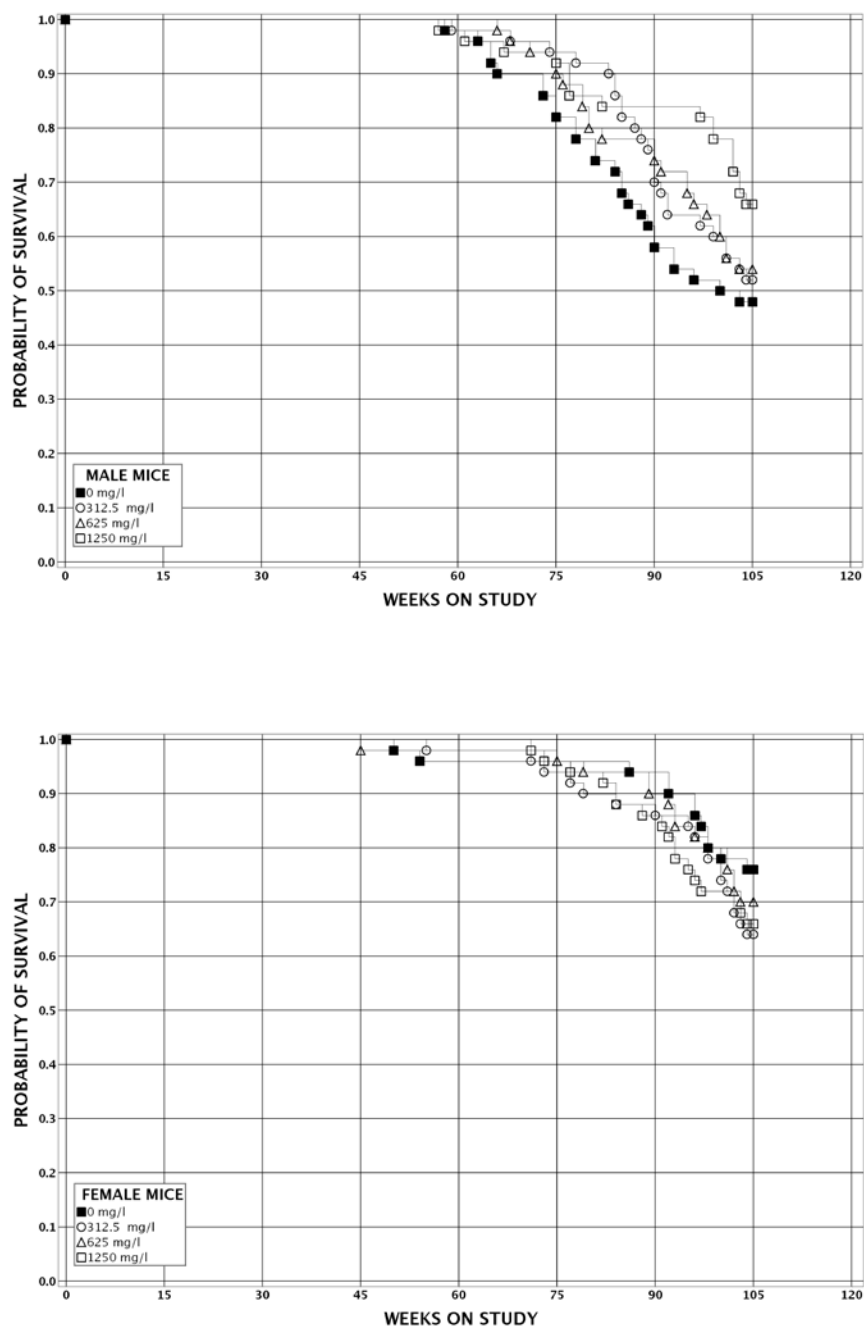 1.0
0.9
0.8
0.7
0.6
0.5
0.4
0.3
0.2
0.1
0.0
PROBABILITY OF SURVIVAL
MALE MICE
0 mg/l
312.5 mg/l
625 mg/l
1250 mg/l
0 15 30 45 60 75 90 105 120
WEEKS ON STUDY
1.0
0.9
0.8
0.7
0.6
0.5
0.4
0.3
0.2
0.1
0.0
PROBABILITY OF SURVIVAL
FEMALE MICE
0 mg/l
312.5 mg/l
625 mg/l
1250 mg/l
0 15 30 45 60 75 90 105 120
WEEKS ON STUDY